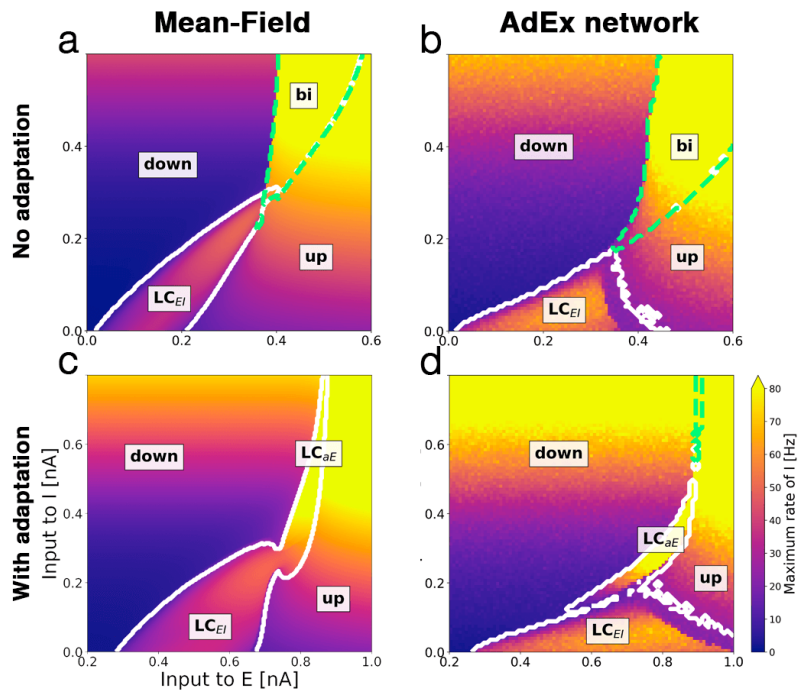 Mean-Field
AdEx network
No adaptation
a
bi
down
up
LCEI
0.4
0.2
0.0
0.0
0.2
0.4
0.6
b
down
bi
up
LCEI
0.4
0.2
0.0
0.0
0.2
0.4
0.6
With adaptation
c
Input to I [nA]
0.6
0.4
0.2
0.0
down
LCaE
LCEI
up
0.2
0.4
0.6
0.8
1.0
Input to E [nA]
d
0.6
0.4
0.2
0.0
down
LCaE
up
LCEI
0.2
0.4
0.6
0.8
1.0
80
70
60
50
40
30
20
10
0
Maximum rate of I [Hz]